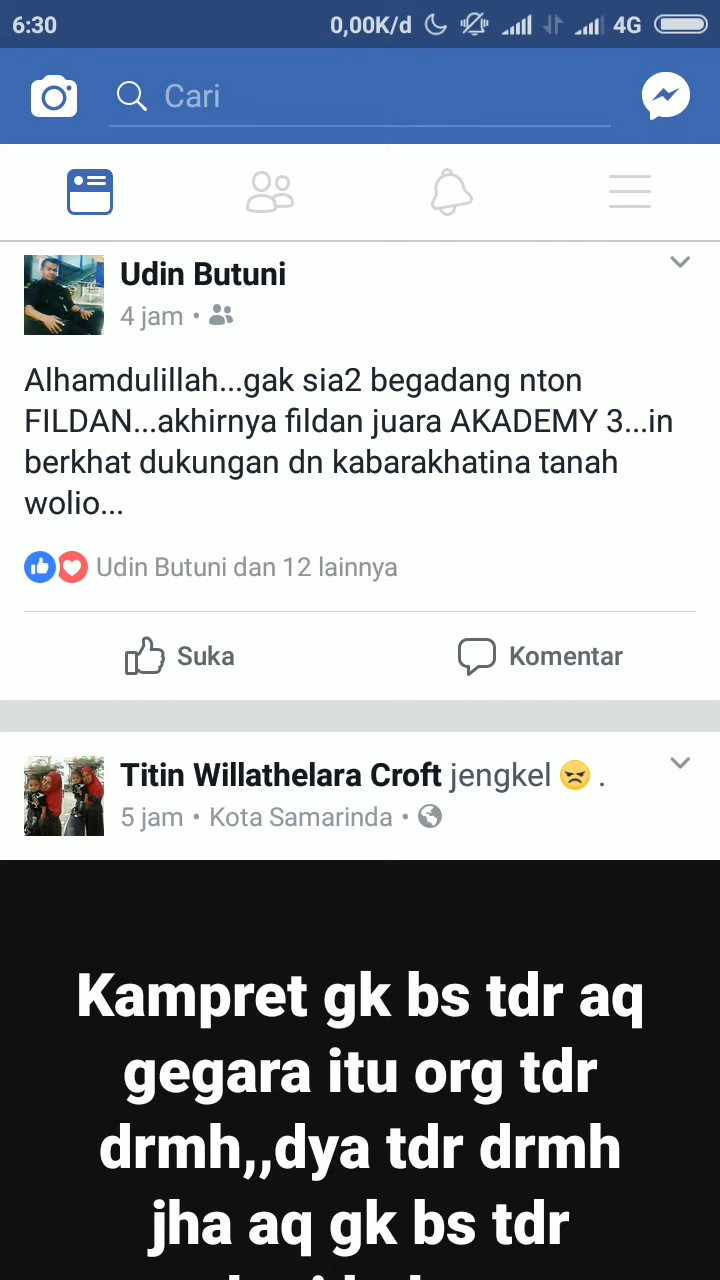 6:30 0,00K/d 4G
Cari
Udin Butuni
4 jam
Alhamdulillah...gak sia2 begadang nton
FILDAN...akhirnya fildan juara AKADEMY 3...in
berkhat dukungan dn kabarakhatina tanah
wolio...
Udin Butuni dan 12 lainnya
Suka Komentar
Titin Willathelara Croft jengkel 😠 .
5 jam • Kota Samarinda •
Kampret gk bs tdr aq
gegara itu org tdr
drmh,,dya tdr drmh
jha aq gk bs tdr